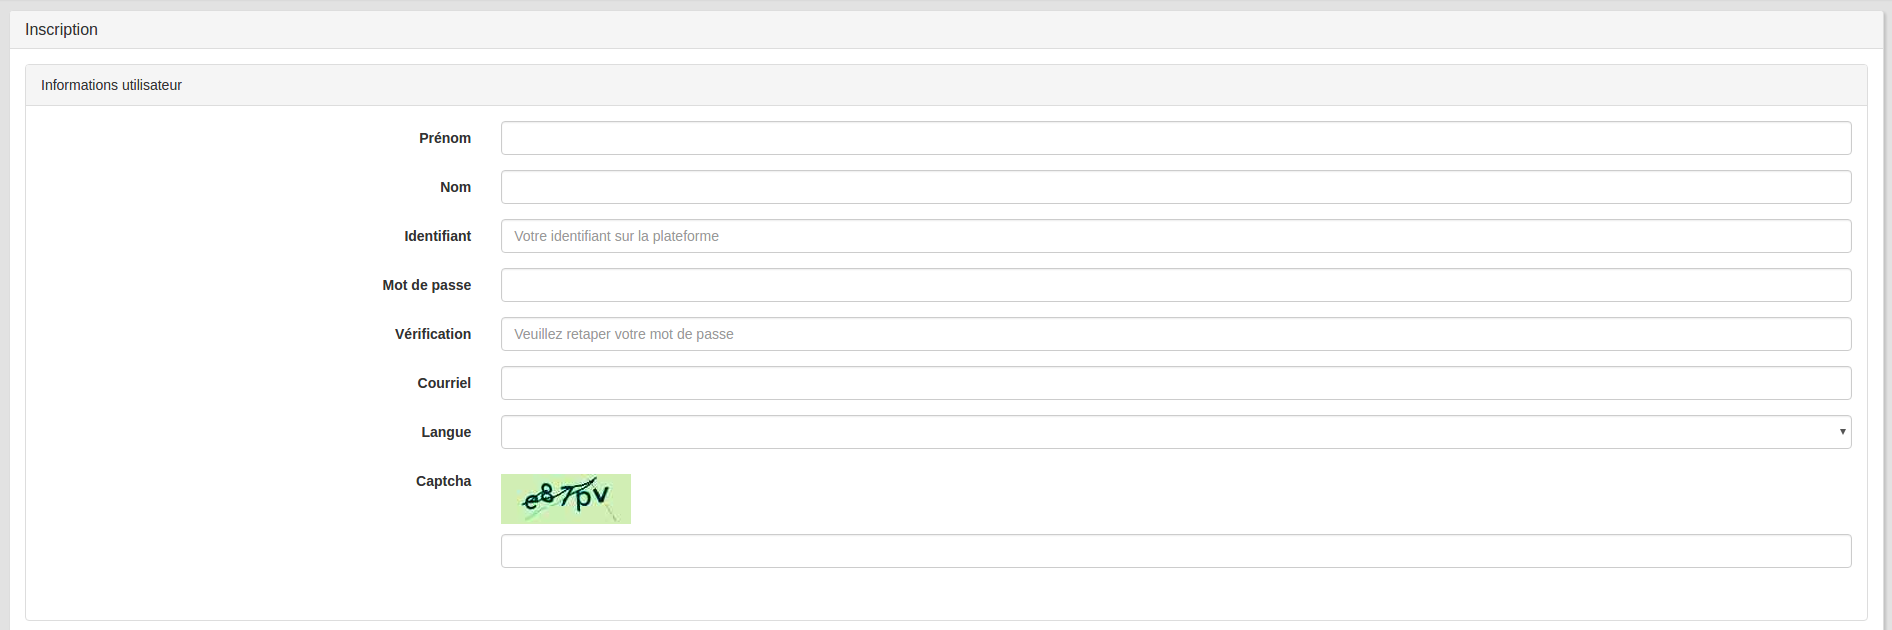 Inscription
Informations utilisateur
Prénom
Nom
Identifiant
Votre identifiant sur la plateforme
Mot de passe
Vérification
Veuillez retaper votre mot de passe
Courriel
Langue
Captcha
e87pv